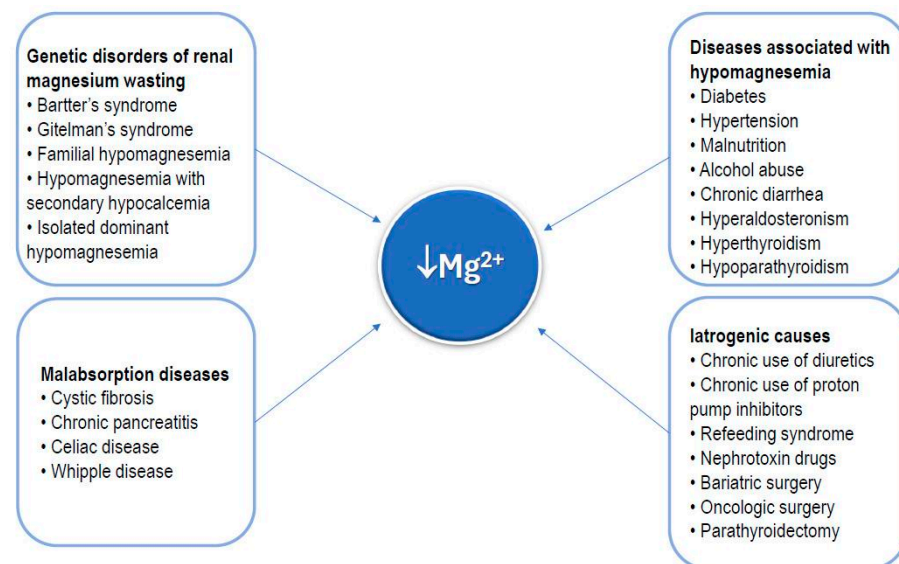 Genetic disorders of renal
magnesium wasting
• Bartter's syndrome
• Gitelman's syndrome
• Familial hypomagnesemia
• Hypomagnesemia with
secondary hypocalcemia
• Isolated dominant
hypomagnesemia
Diseases associated with
hypomagnesemia
• Diabetes
• Hypertension
• Malnutrition
• Alcohol abuse
• Chronic diarrhea
• Hyperaldosteronism
• Hyperthyroidism
• Hypoparathyroidism
↓Mg²⁺
Malabsorption diseases
• Cystic fibrosis
• Chronic pancreatitis
• Celiac disease
• Whipple disease
Iatrogenic causes
• Chronic use of diuretics
• Chronic use of proton
pump inhibitors
• Refeeding syndrome
• Nephrotoxin drugs
• Bariatric surgery
• Oncologic surgery
• Parathyroidectomy